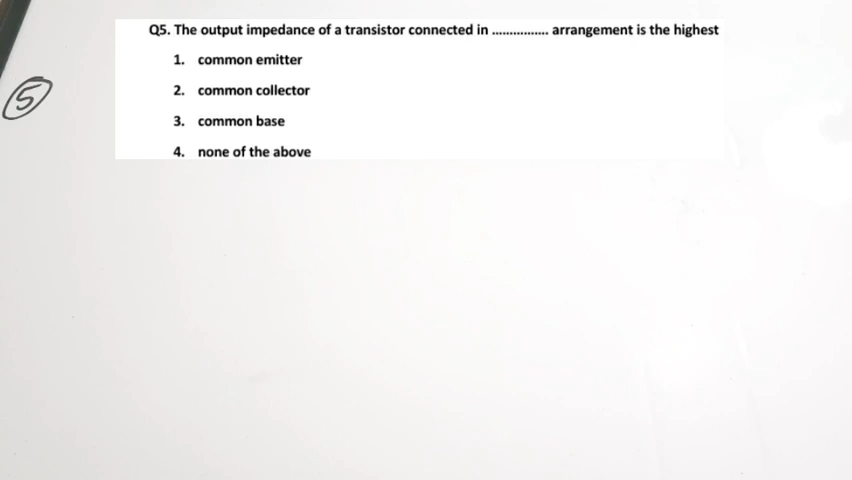 Q5. The output impedance of a transistor connected in ................ arrangement is the highest
1. common emitter
5
2. common collector
3. common base
4. none of the above